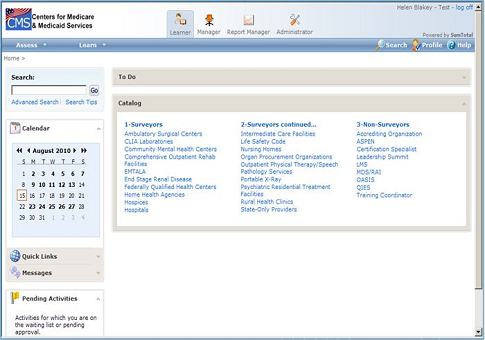 CMS
Centers for Medicare
& Medicaid Services
Learner
Manager
Report Manager
Administrator
Helen Blakey - Test - log off
Powered by SumTotal
Assess
Learn
Search
Profile
Help
Home >
Search:
Go
Advanced Search
Search Tips
Calendar
August 2010
S M T W T F S
1 2 3 4 5 6 7
8 9 10 11 12 13 14
15 16 17 18 19 20 21
22 23 24 25 26 27 28
29 30 31 1 2 3 4
Quick Links
Messages
Pending Activities
Activities for which you are
on the waiting list or pending
approval.
To Do
Catalog
1-Surveyors
Ambulatory Surgical Centers
CLIA Laboratories
Community Mental Health Centers
Comprehensive Outpatient Rehab
Facilities
EMTALA
End Stage Renal Disease
Federally Qualified Health Centers
Home Health Agencies
Hospices
Hospitals
2-Surveyors continued...
Intermediate Care Facilities
Life Safety Code
Nursing Homes
Organ Procurement Organizations
Outpatient Physical Therapy/Speech
Pathology Services
Portable X-Ray
Psychiatric Residential Treatment
Facilities
Rural Health Clinics
State-Only Providers
3-Non-Surveyors
Accrediting Organization
ASPEN
Certification Specialist
Leadership Summit
LMS
MDS/RAI
OASIS
QIES
Training Coordinator